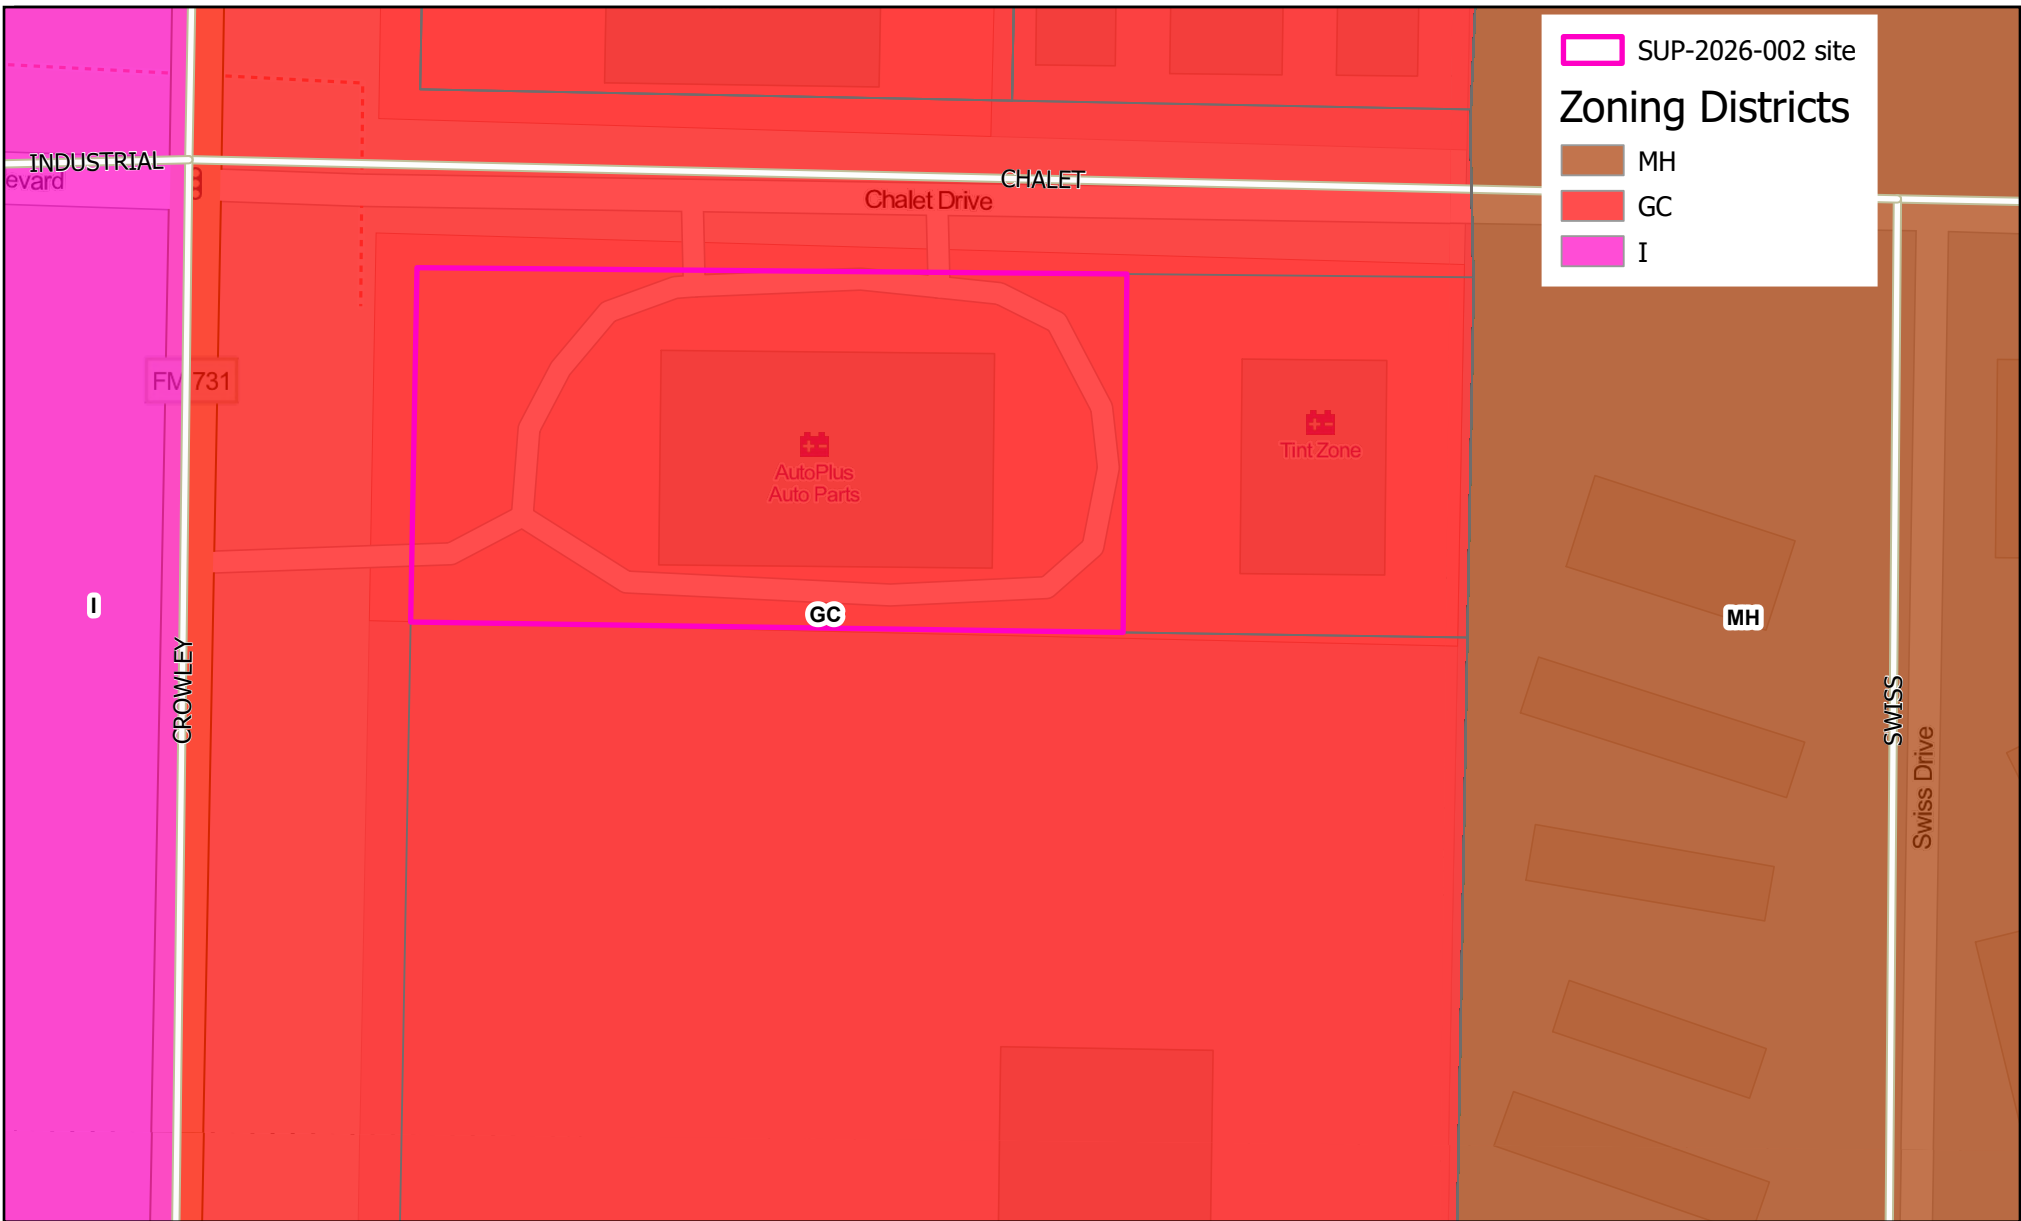 SUP-2026-002 site
Zoning Districts
MH
GC
I
INDUSTRIAL
evard
CHALET
Chalet Drive
FM 731
AutoPlus
Auto Parts
Tint Zone
I
GC
MH
CROWLEY
SWISS
Swiss Drive